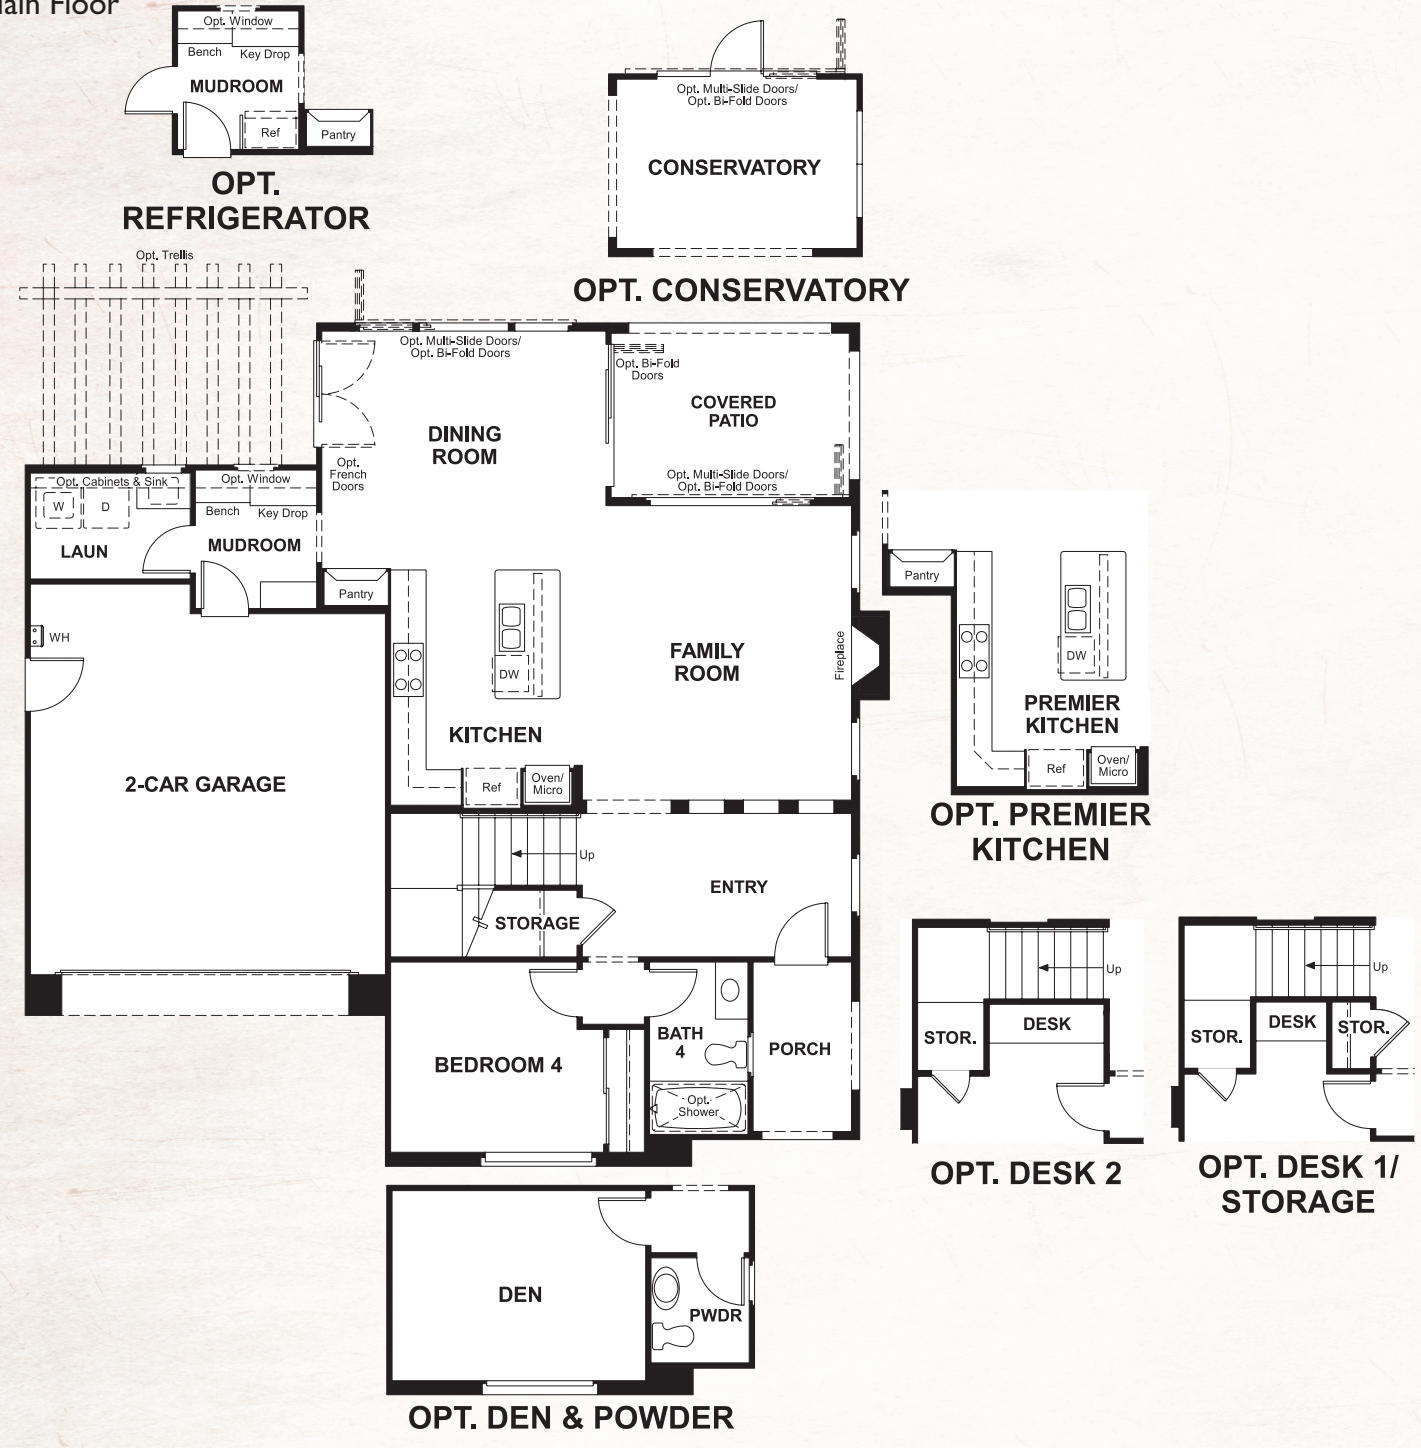 Main Floor
Opt. Window
Bench
Key Drop
MUDROOM
Ref
Pantry
OPT.
REFRIGERATOR
Opt. Multi-Slide Doors/
Opt. Bi-Fold Doors
CONSERVATORY
OPT. CONSERVATORY
Opt. Trellis
Opt. Multi-Slide Doors/
Opt. Bi-Fold Doors
Opt. Bi-Fold
Doors
COVERED
PATIO
DINING
ROOM
Opt.
French
Doors
Opt. Multi-Slide Doors/
Opt. Bi-Fold Doors
Opt. Cabinets & Sink
Opt. Window
W
D
Bench
Key Drop
LAUN
MUDROOM
Pantry
WH
DW
FAMILY
ROOM
Fireplace
KITCHEN
2-CAR GARAGE
Ref
Oven/
Micro
Pantry
DW
PREMIER
KITCHEN
Ref
Oven/
Micro
OPT. PREMIER
KITCHEN
Up
ENTRY
STORAGE
BEDROOM 4
BATH
4
PORCH
Opt.
Shower
Up
STOR.
DESK
OPT. DESK 2
Up
STOR.
DESK
STOR.
OPT. DESK 1/
STORAGE
DEN
PWDR
OPT. DEN & POWDER